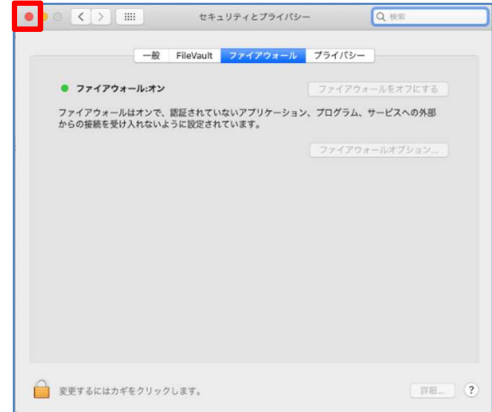 セキュリティとプライバシー
検索
一般 FileVault ファイアウォール プライバシー
ファイアウォール:オン
ファイアウォールをオフにする
ファイアウォールはオンで、認証されていないアプリケーション、プログラム、サービスへの外部
からの接続を受け入れないように設定されています。
ファイアウォールオプション...
変更するにはカギをクリックします。
詳細...
?